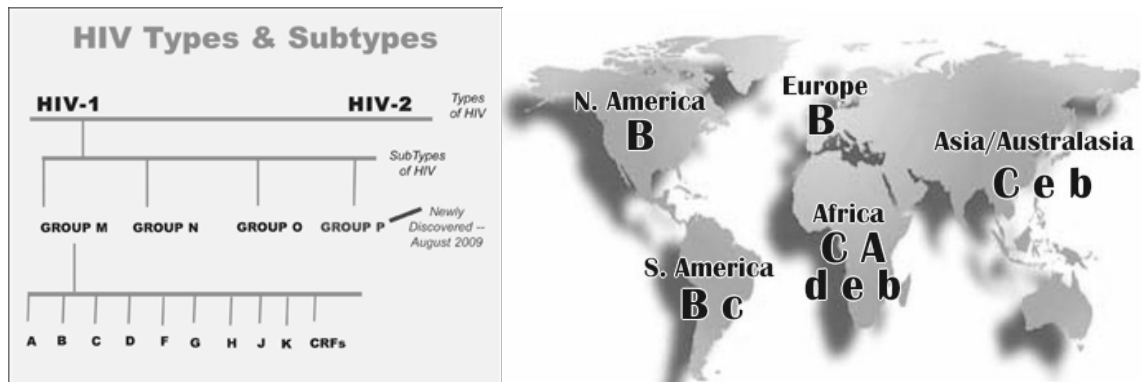 HIV Types & Subtypes
HIV-1 HIV-2 Types
of HIV
SubTypes
of HIV
GROUP M GROUP N GROUP O GROUP P
Newly
Discovered --
August 2009
A B C D F G H J K CRFs
N. America
B
Europe
B
Asia/Australasia
C e b
Africa
C A
d e b
S. America
B c